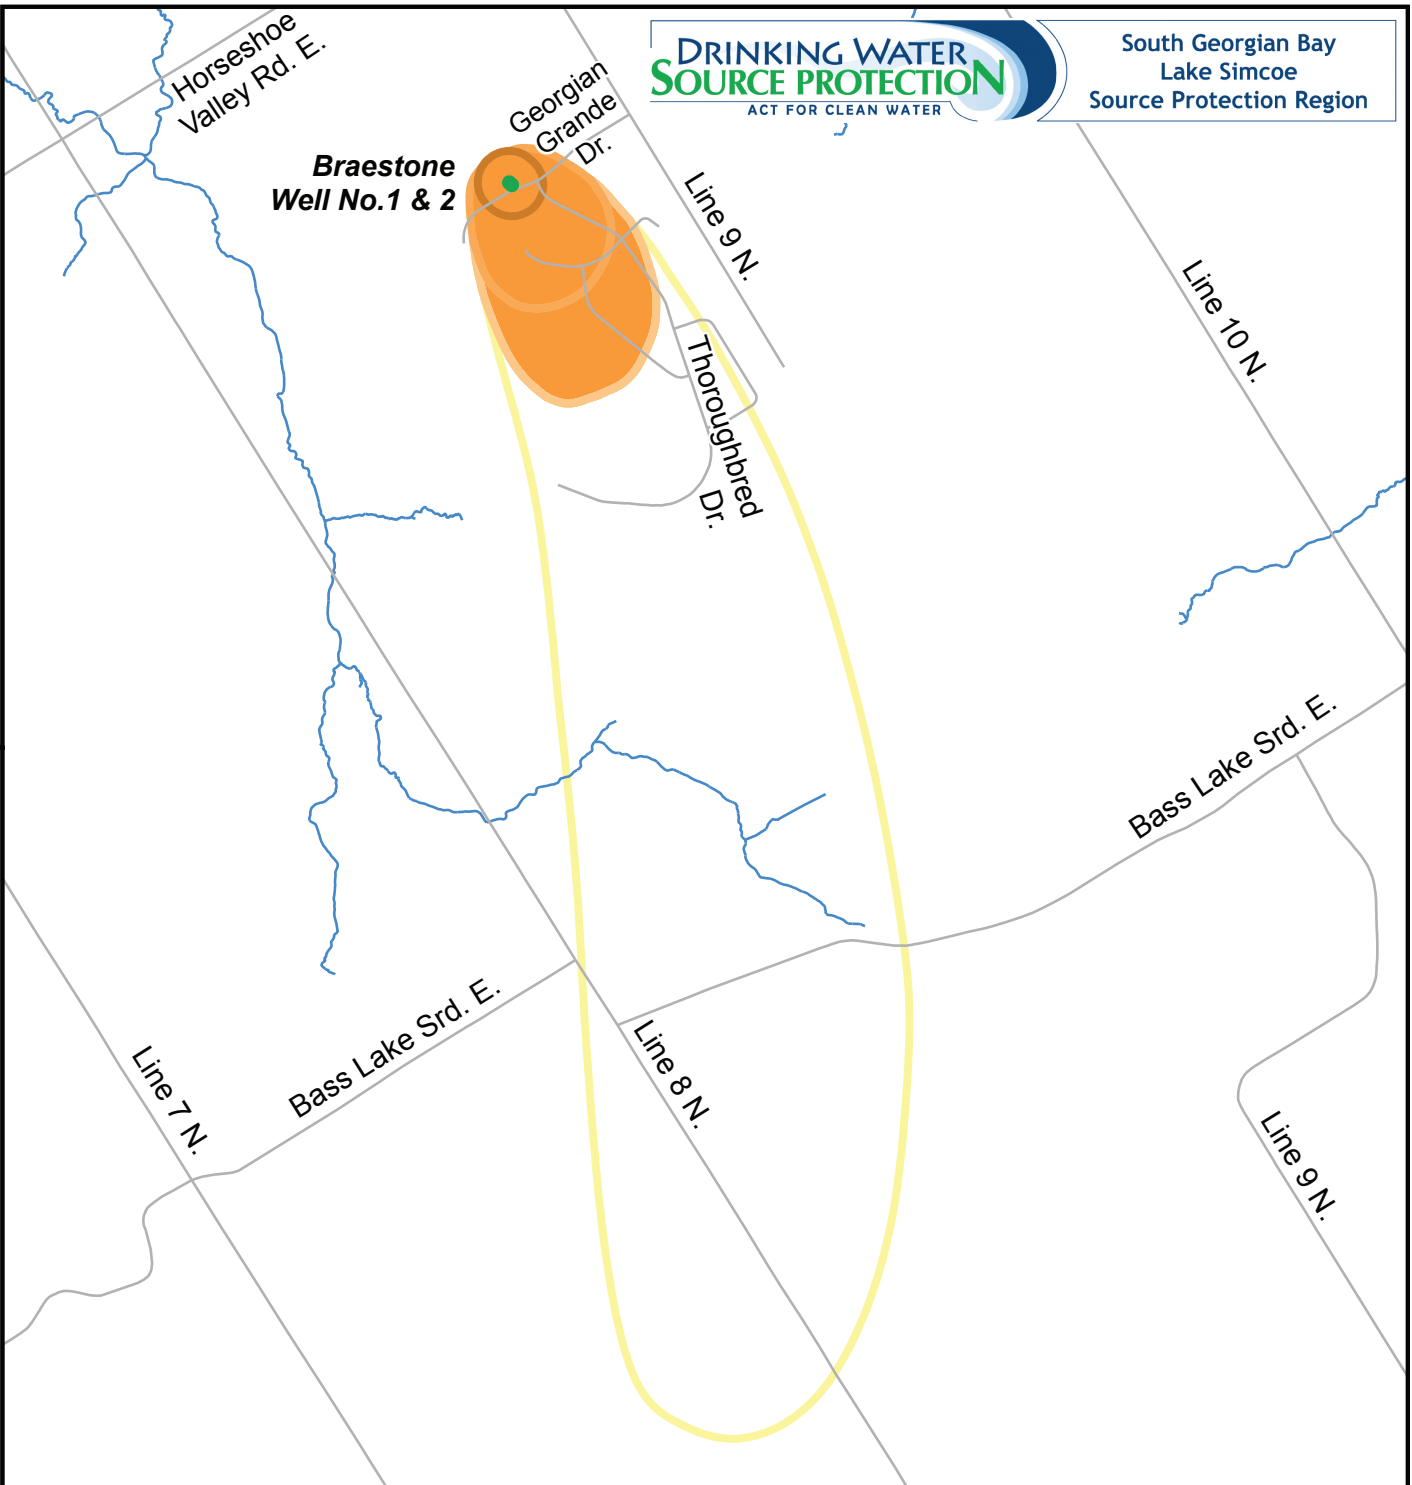 DRINKING WATER
SOURCE PROTECTION
ACT FOR CLEAN WATER
South Georgian Bay
Lake Simcoe
Source Protection Region
Horseshoe
Valley Rd. E.
Georgian
Grande
Dr.
Braestone
Well No.1 & 2
Line 9 N.
Line 10 N.
Thoroughbred
Dr.
Bass Lake Srd. E.
Bass Lake Srd. E.
Line 7 N.
Line 8 N.
Line 9 N.